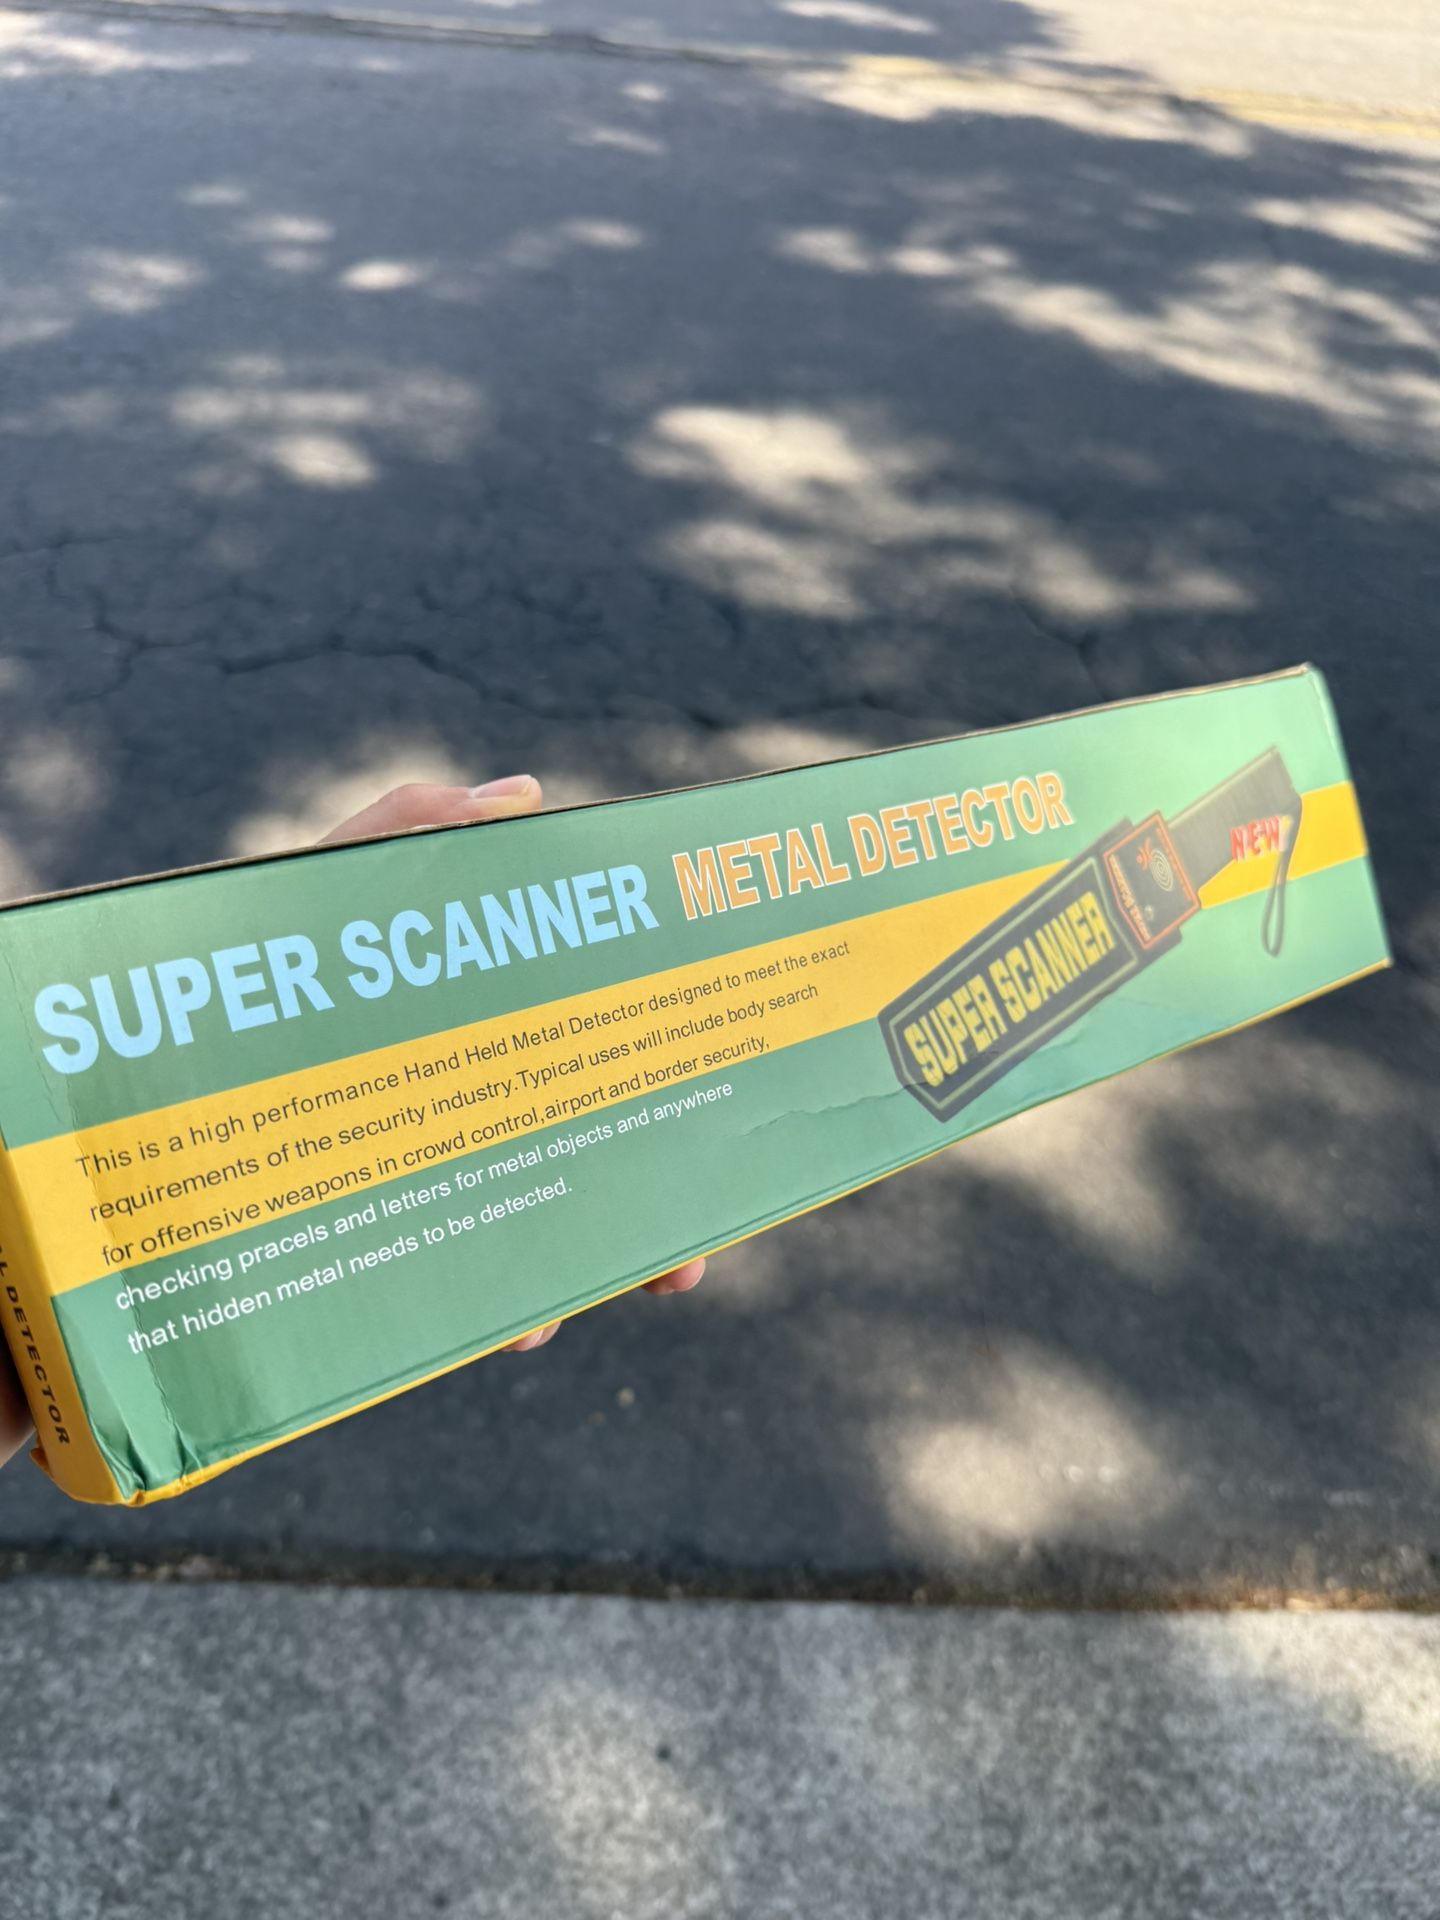 SUPER SCANNER METAL DETECTOR
This is a high performance Hand Held Metal Detector designed to meet the exact
requirements of the security industry.Typical uses will include body search
for offensive weapons in crowd control,airport and border security,
checking pracels and letters for metal objects and anywhere
that hidden metal needs to be detected.
SUPER SCANNER
NEW
L DETECTOR